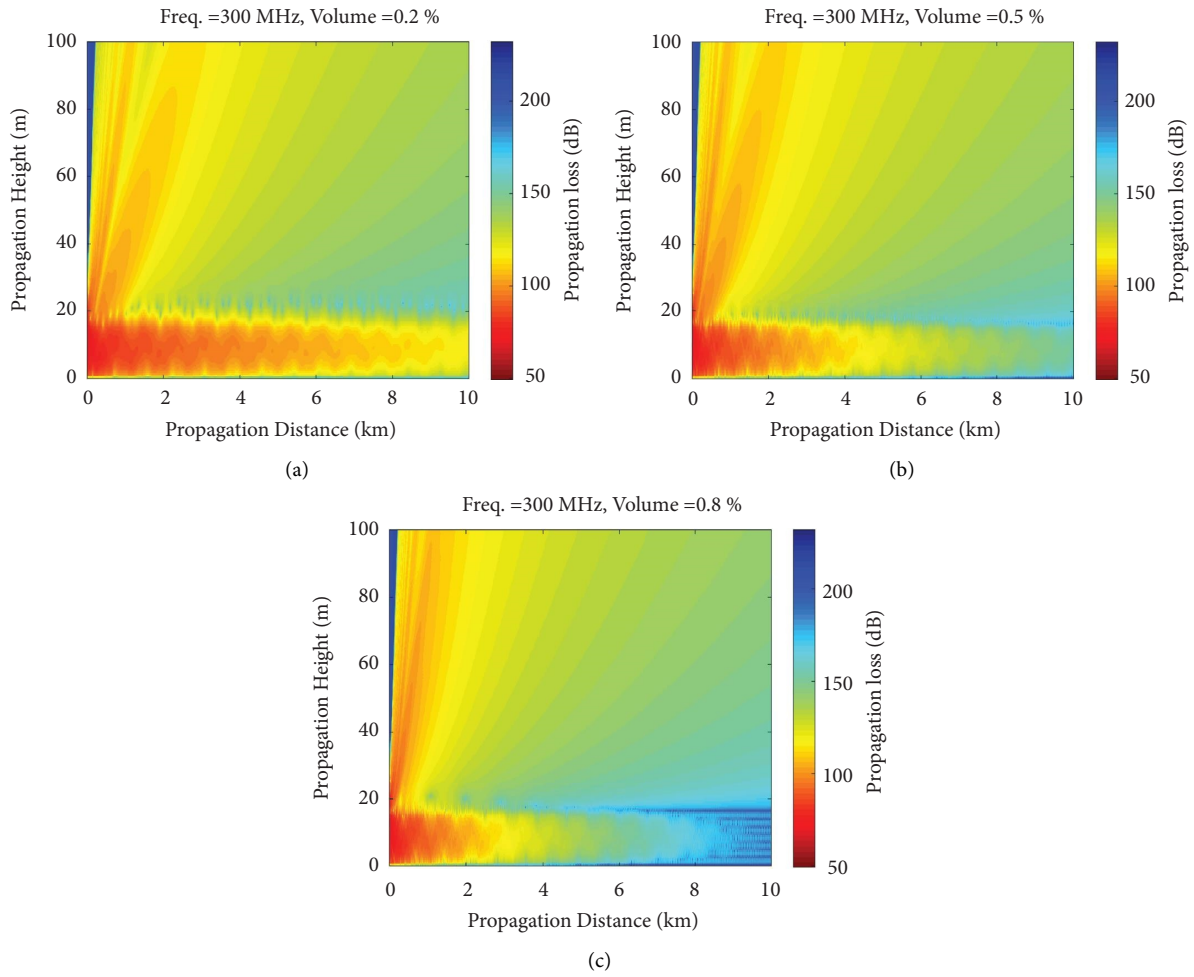 Freq. =300 MHz, Volume =0.2 %
100
80
60
40
20
0
Propagation Height (m)
0 2 4 6 8 10
Propagation Distance (km)
200
150
100
50
Propagation loss (dB)
(a)
Freq. =300 MHz, Volume =0.5 %
100
80
60
40
20
0
Propagation Height (m)
0 2 4 6 8 10
Propagation Distance (km)
200
150
100
50
Propagation loss (dB)
(b)
Freq. =300 MHz, Volume =0.8 %
100
80
60
40
20
0
Propagation Height (m)
0 2 4 6 8 10
Propagation Distance (km)
200
150
100
50
Propagation loss (dB)
(c)